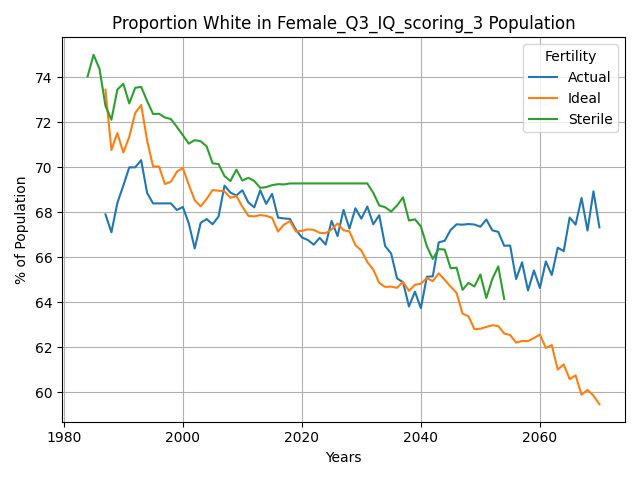 Proportion White in Female_Q3_IQ_scoring_3 Population
Fertility
Actual
Ideal
Sterile
% of Population
74
72
70
68
66
64
62
60
1980
2000
2020
2040
2060
Years